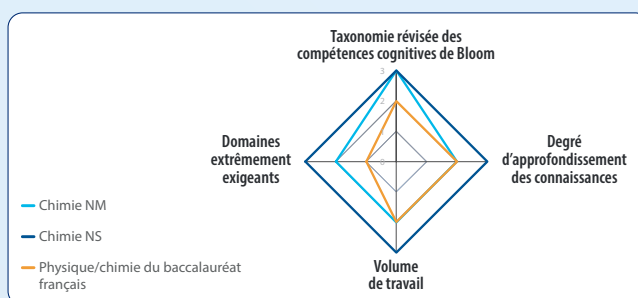 Taxonomie révisée des
compétences cognitives de Bloom
3
2
1
0
Domaines
extrêmement
exigeants
Degré
d'approfondissement
des connaissances
Chimie NM
Chimie NS
Physique/chimie du baccalauréat
français
Volume
de travail